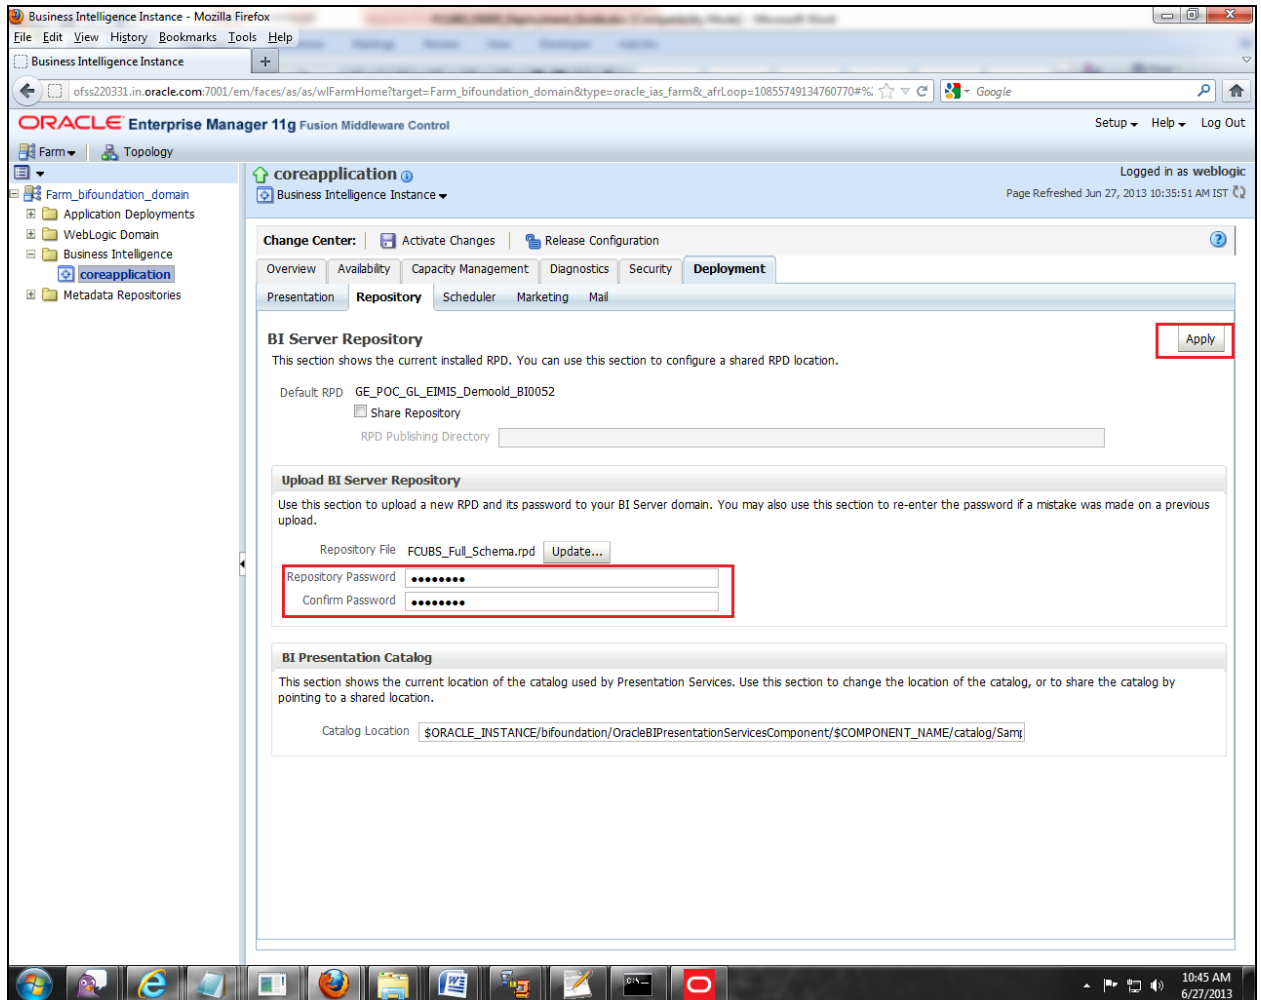 Business Intelligence Instance - Mozilla Firefox
File Edit View History Bookmarks Tools Help
Business Intelligence Instance
ofss220331.in.oracle.com:7001/em/faces/as/as/wlFarmHome?target=Farm_bifoundation_domain&type=oracle_ias_farm&_afrLoop=10855749134760770#%
Google
ORACLE Enterprise Manager 11g Fusion Middleware Control
Setup Help Log Out
Farm Topology
coreapplication
Logged in as weblogic
Business Intelligence Instance
Page Refreshed Jun 27, 2013 10:35:51 AM IST
Farm_bifoundation_domain
Application Deployments
WebLogic Domain
Business Intelligence
coreapplication
Metadata Repositories
Change Center: Activate Changes Release Configuration
Overview Availability Capacity Management Diagnostics Security Deployment
Presentation Repository Scheduler Marketing Mail
BI Server Repository
Apply
This section shows the current installed RPD. You can use this section to configure a shared RPD location.
Default RPD GE_POC_GL_EIMIS_Demoold_BI0052
Share Repository
RPD Publishing Directory
Upload BI Server Repository
Use this section to upload a new RPD and its password to your BI Server domain. You may also use this section to re-enter the password if a mistake was made on a previous
upload.
Repository File FCUBS_Full_Schema.rpd Update...
Repository Password ••••••••
Confirm Password ••••••••
BI Presentation Catalog
This section shows the current location of the catalog used by Presentation Services. Use this section to change the location of the catalog, or to share the catalog by
pointing to a shared location.
Catalog Location $ORACLE_INSTANCE/bifoundation/OracleBIPresentationServicesComponent/$COMPONENT_NAME/catalog/Samp
10:45 AM
6/27/2013